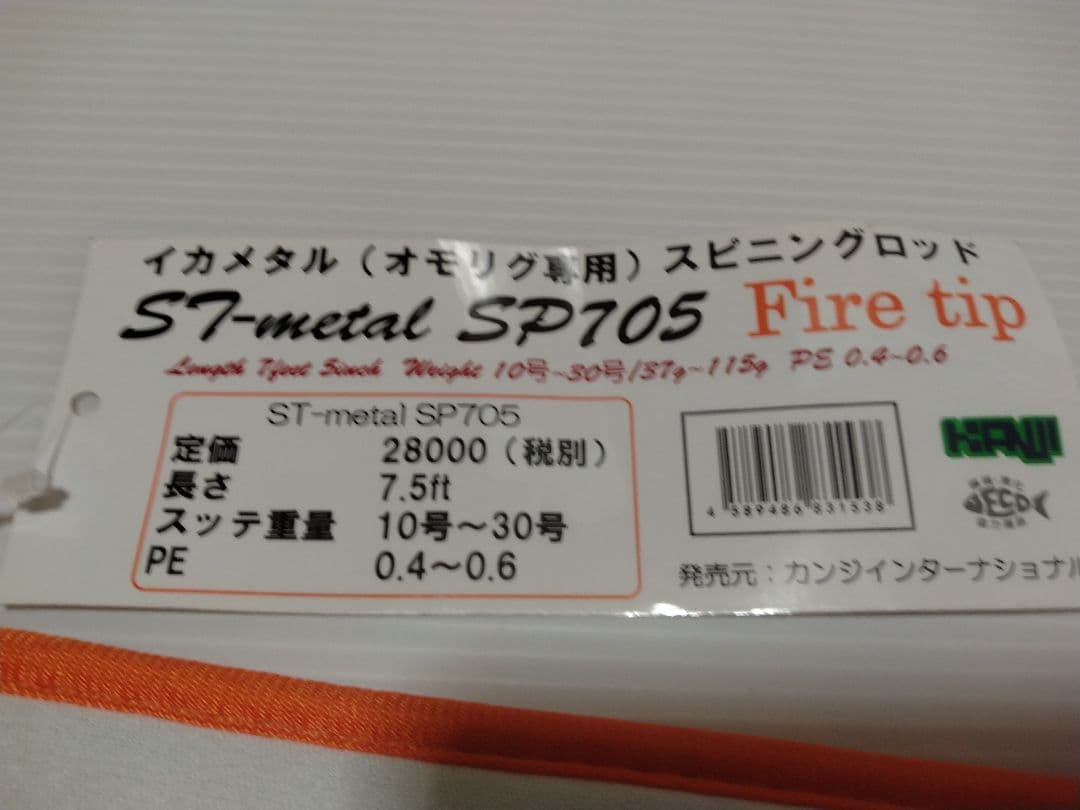 イカメタル（オモリグ専用）スピニングロッド
ST-metal SP705 Fire tip
Length 7feet 5inch Weight 10号~30号/37g~115g PE 0.4~0.6
ST-metal SP705
定価 28000（税別）
長さ 7.5ft
スッテ重量 10号～30号
PE 0.4～0.6
4 589486 831538
KANJI
発売元：カンジインターナショナル